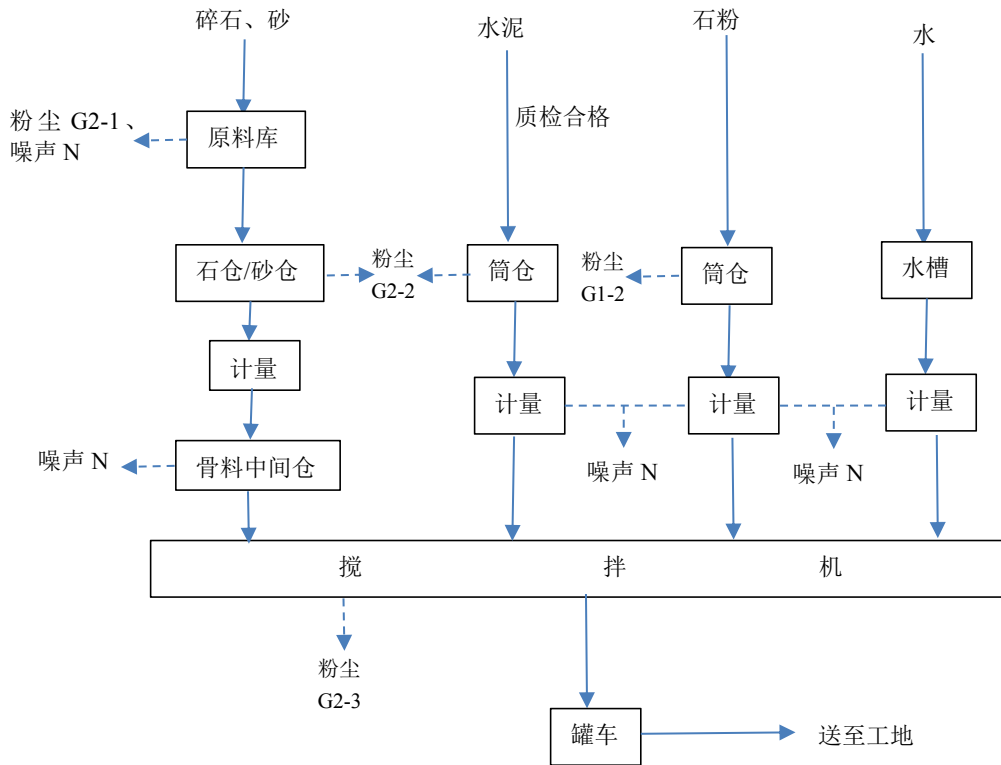 碎石、砂
水泥
石粉
水
粉尘 G2-1、
噪声 N
原料库
质检合格
石仓/砂仓
粉尘
G2-2
筒仓
粉尘
G1-2
筒仓
水槽
计量
计量
计量
计量
噪声 N
骨料中间仓
噪声 N
噪声 N
搅 拌 机
粉尘
G2-3
罐车
送至工地